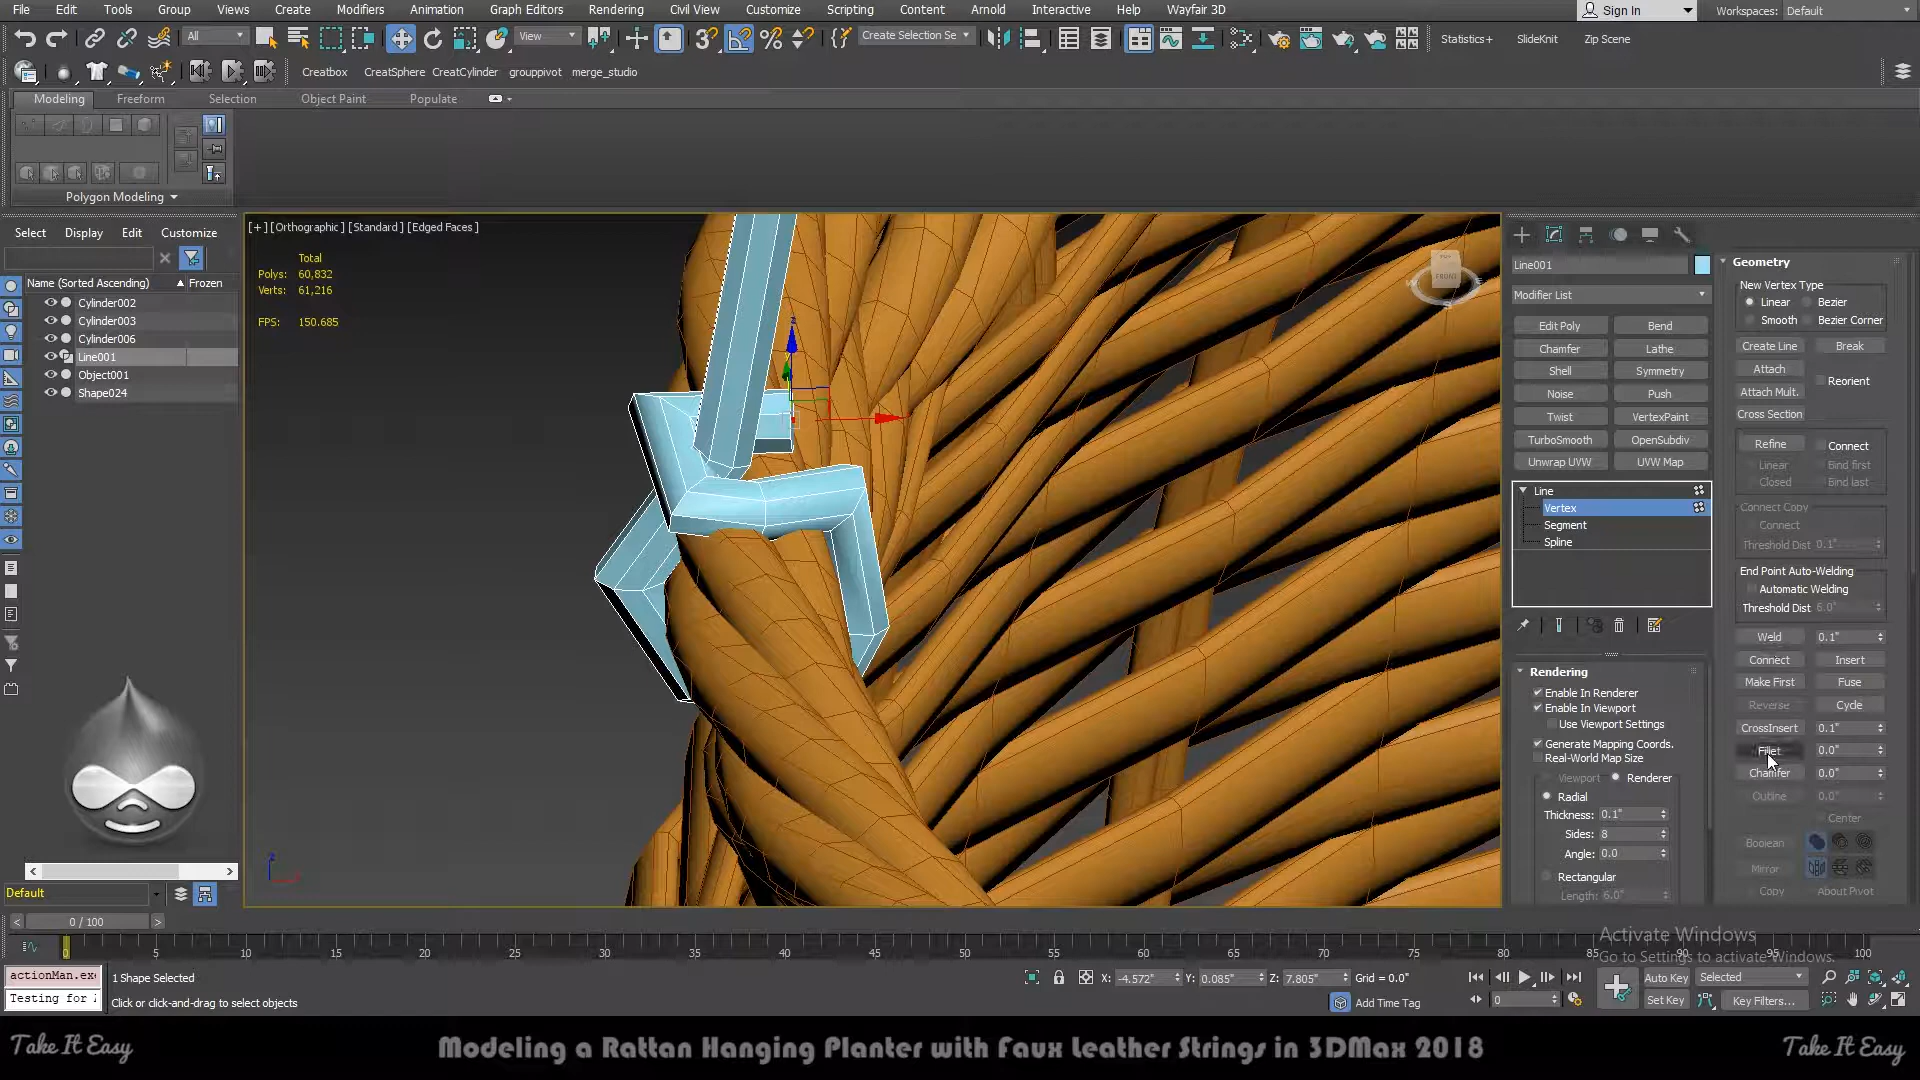 File Edit Tools Group Views Create Modifiers Animation Graph Editors Rendering Civil View Customize Scripting Content Arnold Interactive Help Wayfair 3D Sign In Workspaces: Default
All View Create Selection Se Statistics+ SlideKnit Zip Scene
Creatbox CreatSphere CreatCylinder grouppivot merge_studio
Modeling Freeform Selection Object Paint Populate
Polygon Modeling
Select Display Edit Customize
Name (Sorted Ascending) Frozen
Cylinder002
Cylinder003
Cylinder006
Line001
Object001
Shape024
Default
[+] [Orthographic] [Standard] [Edged Faces]
Total
Polys: 60,832
Verts: 61,216
FPS: 150.685
FRONT
Line001
Modifier List
Edit Poly Bend
Chamfer Lathe
Shell Symmetry
Noise Push
Twist VertexPaint
TurboSmooth OpenSubdiv
Unwrap UVW UVW Map
Line
Vertex
Segment
Spline
Rendering
Enable In Renderer
Enable In Viewport
Use Viewport Settings
Generate Mapping Coords.
Real-World Map Size
Viewport Renderer
Radial
Thickness: 0.1"
Sides: 8
Angle: 0.0
Rectangular
Length: 6.0"
Geometry
New Vertex Type
Linear Bezier
Smooth Bezier Corner
Create Line Break
Attach
Reorient
Attach Mult.
Cross Section
Refine Connect
Linear Bind first
Closed Bind last
Connect Copy
Connect
Threshold Dist 0.1"
End Point Auto-Welding
Automatic Welding
Threshold Dist 6.0"
Weld 0.1"
Connect Insert
Make First Fuse
Reverse Cycle
CrossInsert 0.1"
Fillet 0.0"
Chamfer 0.0"
Outline 0.0"
Center
Boolean
Mirror
Copy About Pivot
Activate Windows
Go to Settings to activate Windows.
0 / 100
0 5 10 15 20 25 30 35 40 45 50 55 60 65 70 75 80 85 90 95 100
actionMan.exe
1 Shape Selected
X: -4.572" Y: 0.085" Z: 7.805" Grid = 0.0"
Auto Key Selected
Click or click-and-drag to select objects
Add Time Tag
0
Set Key Key Filters...
Take It Easy
Modeling a Rattan Hanging Planter with Faux Leather Strings in 3DMax 2018
Take It Easy